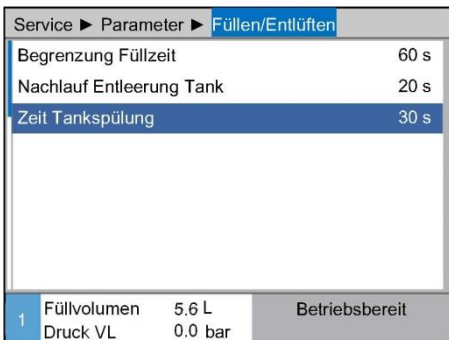 Service ► Parameter ► Füllen/Entlüften
Begrenzung Füllzeit 60 s
Nachlauf Entleerung Tank 20 s
Zeit Tankspülung 30 s
1 Füllvolumen 5.6 L Betriebsbereit
Druck VL 0.0 bar